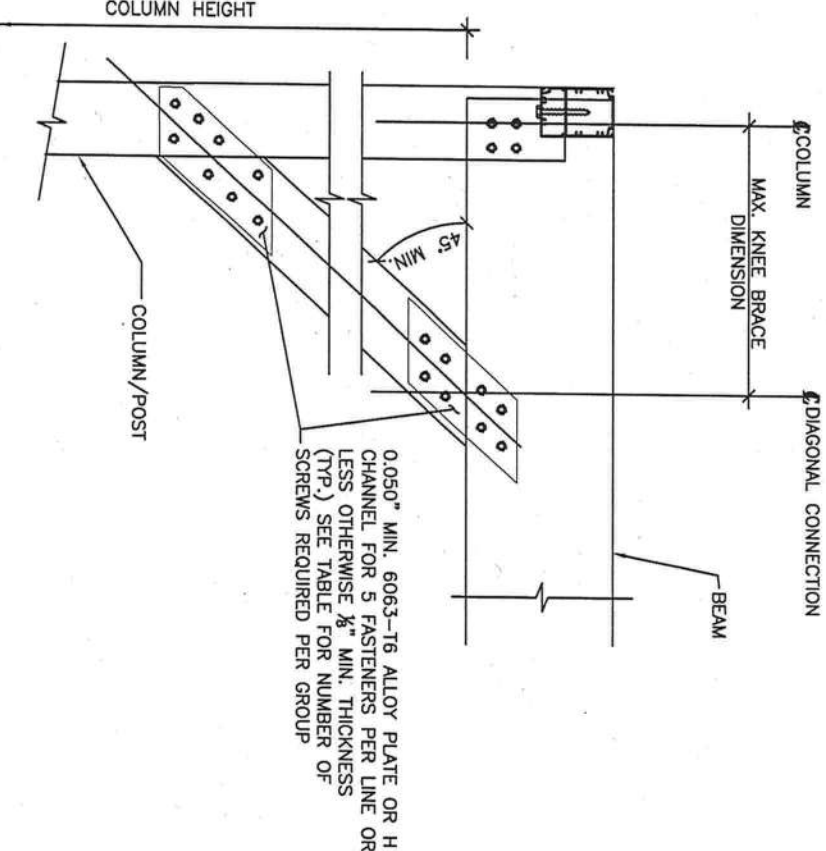 COLUMN HEIGHT
℄ COLUMN
MAX. KNEE BRACE
DIMENSION
℄ DIAGONAL CONNECTION
45° MIN.
BEAM
COLUMN/POST
0.050" MIN. 6063-T6 ALLOY PLATE OR H
CHANNEL FOR 5 FASTENERS PER LINE OR
LESS OTHERWISE ⅛" MIN. THICKNESS
(TYP.) SEE TABLE FOR NUMBER OF
SCREWS REQUIRED PER GROUP